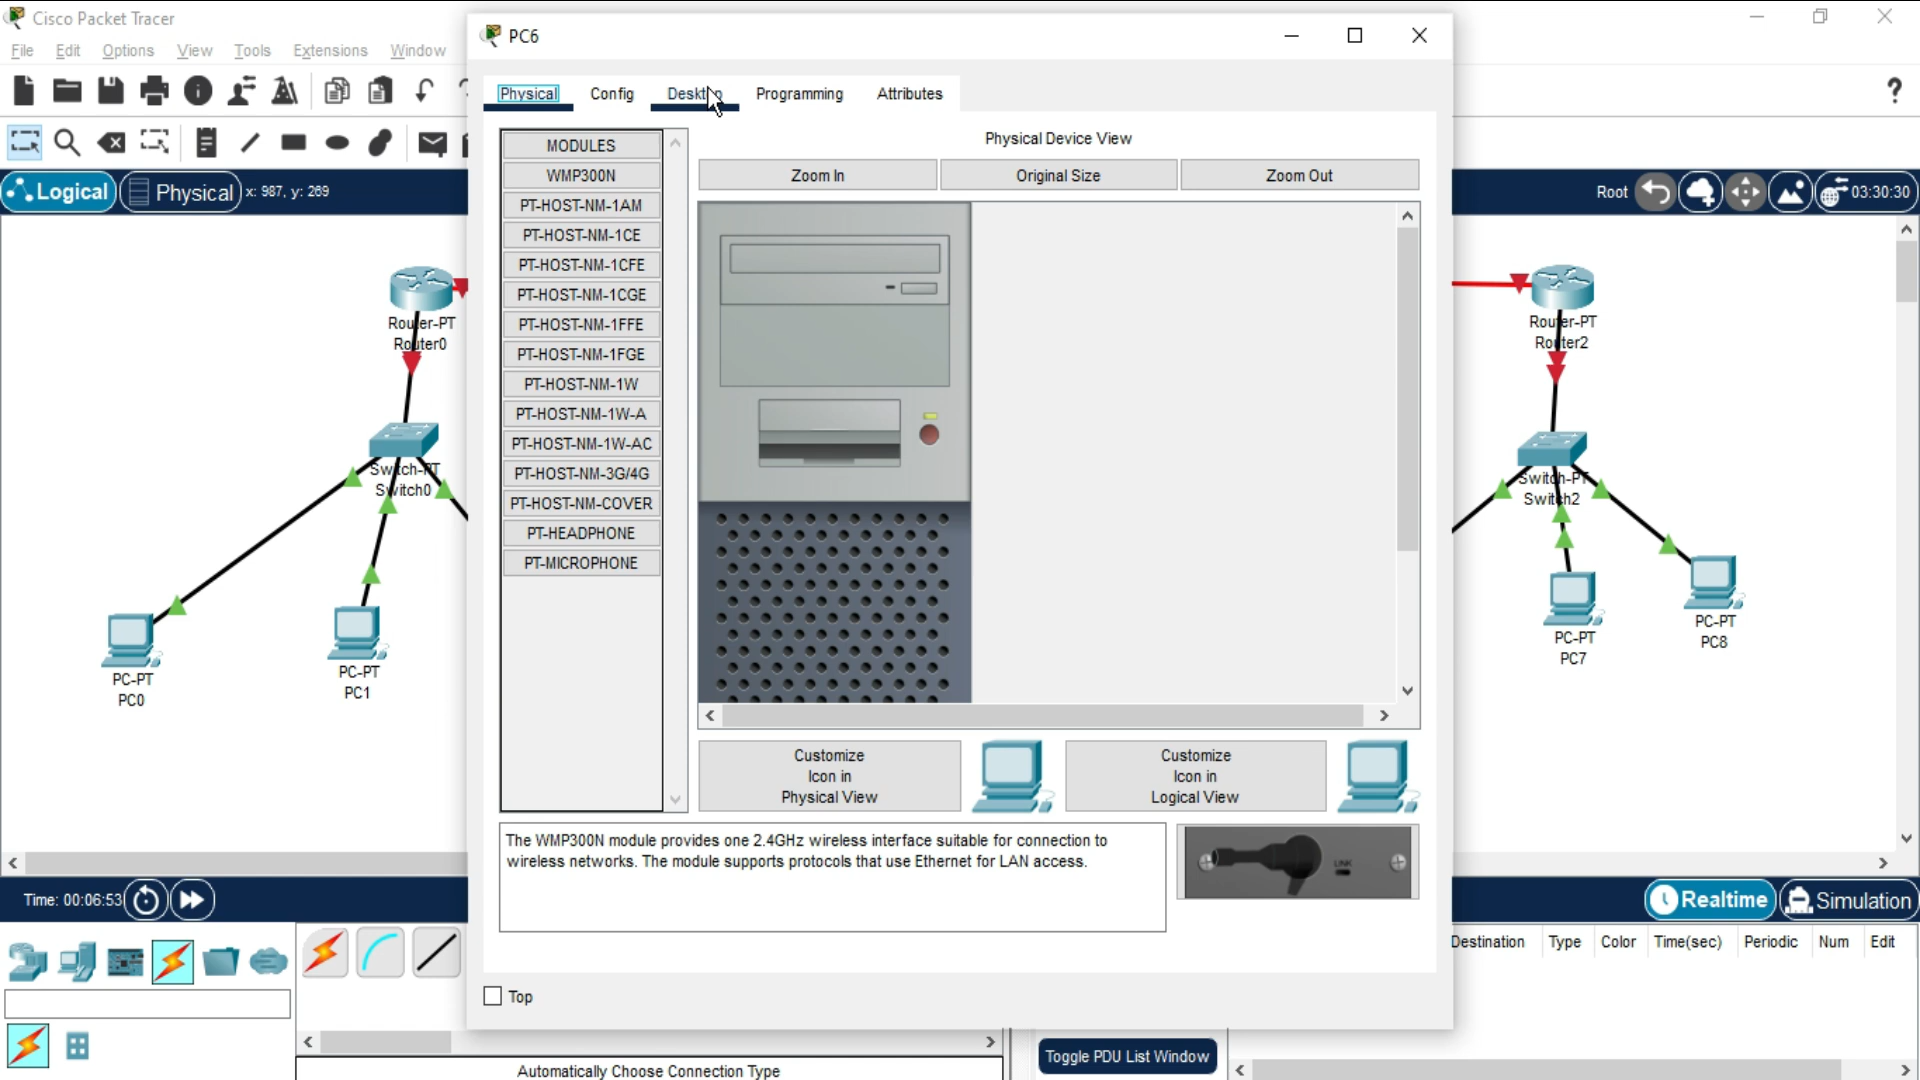 Cisco Packet Tracer
File Edit Options View Tools Extensions Window
PC6
Physical Config Desktop Programming Attributes
Logical Physical x: 987, y: 269
Root 03:30:30
MODULES
WMP300N
PT-HOST-NM-1AM
PT-HOST-NM-1CE
PT-HOST-NM-1CFE
PT-HOST-NM-1CGE
PT-HOST-NM-1FFE
PT-HOST-NM-1FGE
PT-HOST-NM-1W
PT-HOST-NM-1W-A
PT-HOST-NM-1W-AC
PT-HOST-NM-3G/4G
PT-HOST-NM-COVER
PT-HEADPHONE
PT-MICROPHONE
Physical Device View
Zoom In Original Size Zoom Out
Customize
Icon in
Physical View
Customize
Icon in
Logical View
The WMP300N module provides one 2.4GHz wireless interface suitable for connection to
wireless networks. The module supports protocols that use Ethernet for LAN access.
LINK
Top
Router-PT
Router0
Switch-PT
Switch0
PC-PT
PC0
PC-PT
PC1
Router-PT
Router2
Switch-PT
Switch2
PC-PT
PC7
PC-PT
PC8
Time: 00:06:53
Realtime Simulation
Destination Type Color Time(sec) Periodic Num Edit
Toggle PDU List Window
Automatically Choose Connection Type